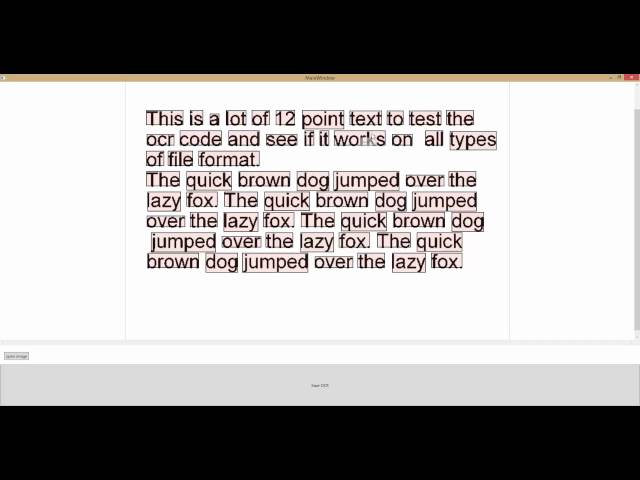 MainWindow
This is a lot of 12 point text to test the
ocr code and see if it works on all types
of file format.
The quick brown dog jumped over the
lazy fox. The quick brown dog jumped
over the lazy fox. The quick brown dog
jumped over the lazy fox. The quick
brown dog jumped over the lazy fox.